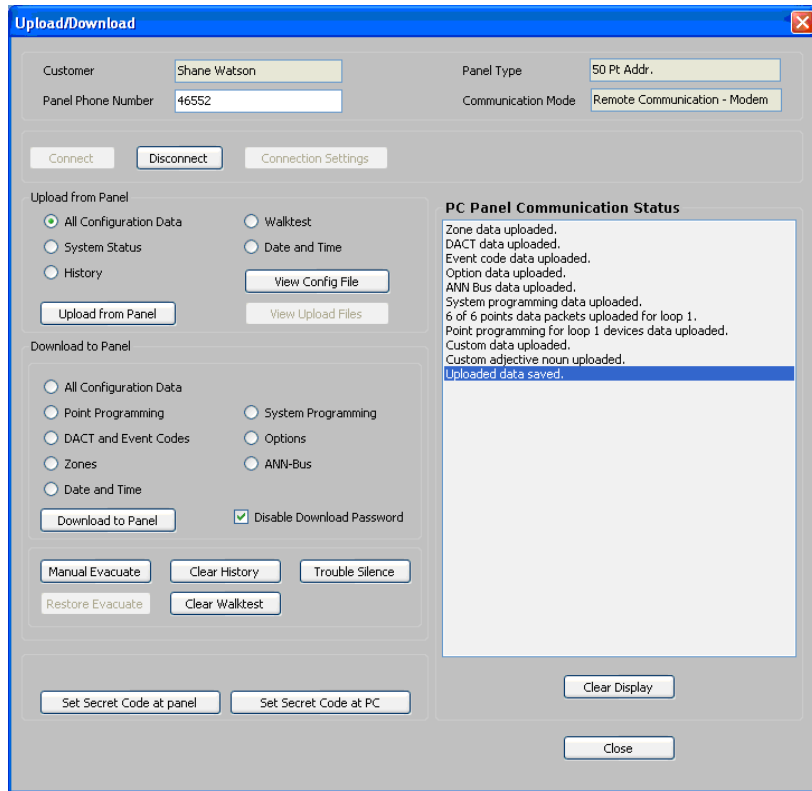 Upload/Download
Customer Shane Watson Panel Type 50 Pt Addr.
Panel Phone Number 46552 Communication Mode Remote Communication - Modem
Connect Disconnect Connection Settings
Upload from Panel
All Configuration Data Walktest
System Status Date and Time
History View Config File
Upload from Panel View Upload Files
Download to Panel
All Configuration Data
Point Programming System Programming
DACT and Event Codes Options
Zones ANN-Bus
Date and Time
Download to Panel Disable Download Password
Manual Evacuate Clear History Trouble Silence
Restore Evacuate Clear Walktest
Set Secret Code at panel Set Secret Code at PC
PC Panel Communication Status
Zone data uploaded.
DACT data uploaded.
Event code data uploaded.
Option data uploaded.
ANN Bus data uploaded.
System programming data uploaded.
6 of 6 points data packets uploaded for loop 1.
Point programming for loop 1 devices data uploaded.
Custom data uploaded.
Custom adjective noun uploaded.
Uploaded data saved.
Clear Display
Close